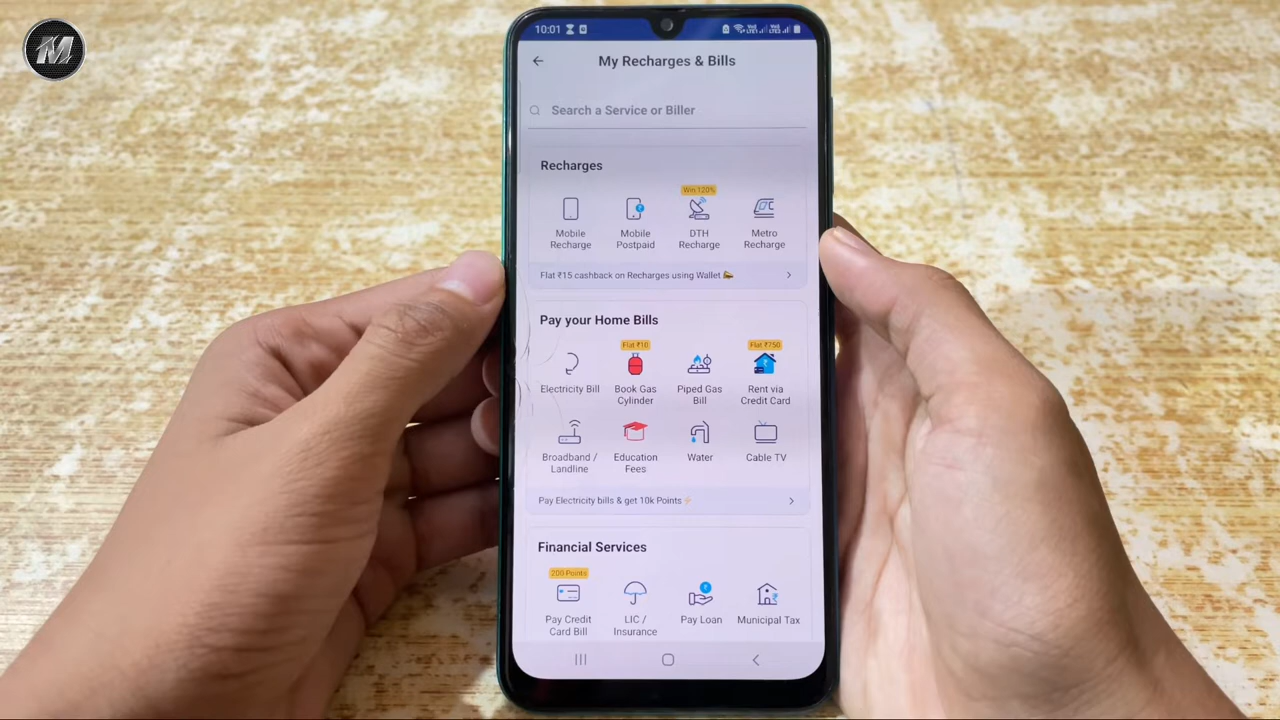 M
10:01
My Recharges & Bills
Search a Service or Biller
Recharges
Win 120%
Mobile Recharge
Mobile Postpaid
DTH Recharge
Metro Recharge
Flat ₹15 cashback on Recharges using Wallet
Pay your Home Bills
Flat ₹10
Flat ₹750
Electricity Bill
Book Gas Cylinder
Piped Gas Bill
Rent via Credit Card
Broadband / Landline
Education Fees
Water
Cable TV
Pay Electricity bills & get 10k Points⚡
Financial Services
200 Points
Pay Credit Card Bill
LIC / Insurance
Pay Loan
Municipal Tax